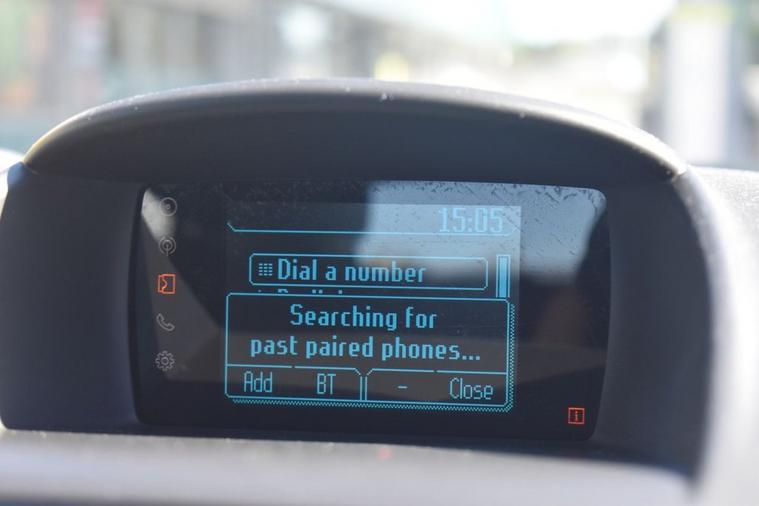 15:05
Dial a number
Searching for
past paired phones...
Add BT - Close
i